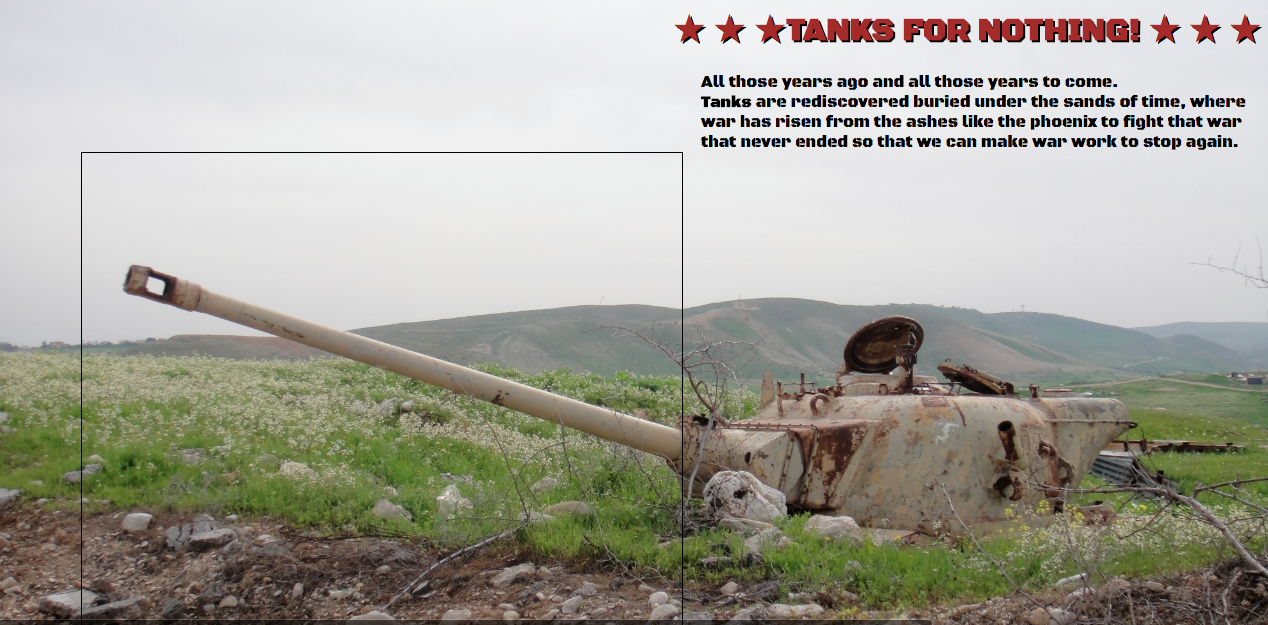 ★ ★ ★TANKS FOR NOTHING! ★ ★ ★
All those years ago and all those years to come.
Tanks are rediscovered buried under the sands of time, where
war has risen from the ashes like the phoenix to fight that war
that never ended so that we can make war work to stop again.